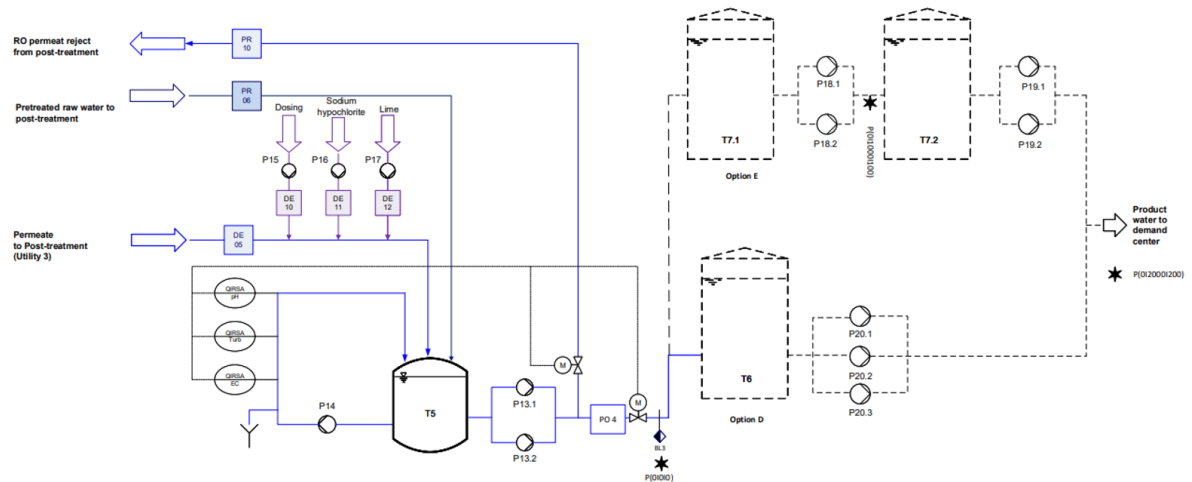 RO permeat reject
from post-treatment
PR
10
Pretreated raw water to
post-treatment
PR
06
Dosing
Sodium
hypochlorite
Lime
P15
P16
P17
DE
10
DE
11
DE
12
Permeate
to Post-treatment
(Utility 3)
DE
05
QIRSA
pH
QIRSA
Turb
QIRSA
EC
P14
T5
P13.1
P13.2
M
PO 4
M
BL3
P(01010)
T7.1
Option E
P18.1
P18.2
T7.2
P19.1
P19.2
T6
Option D
P20.1
P20.2
P20.3
Product
water to
demand
center